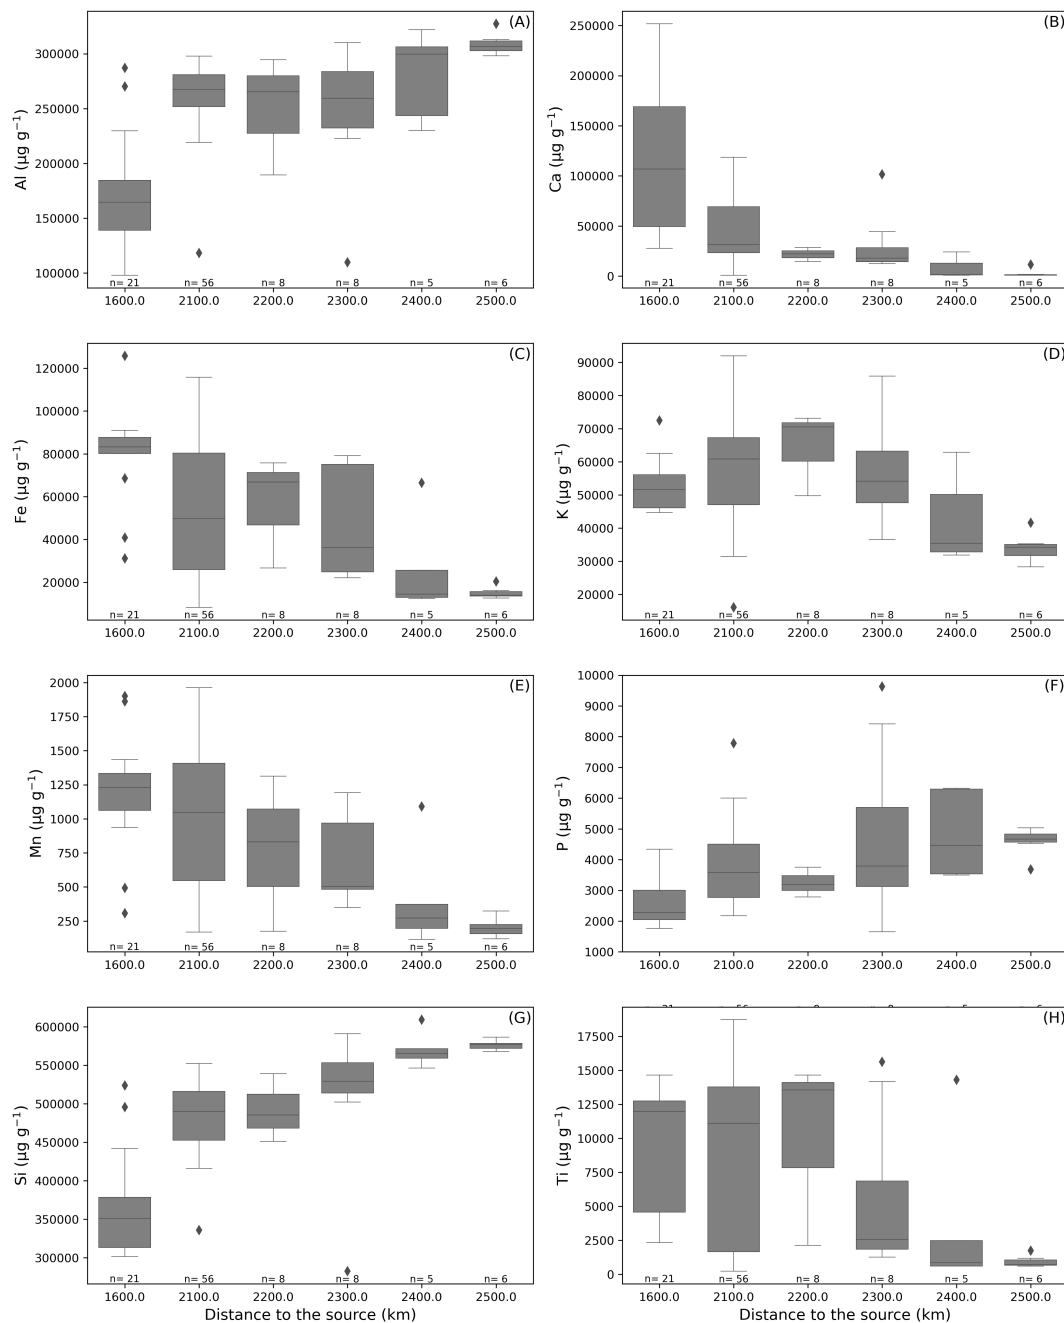 (A)
Al (µg g⁻¹)
300000
250000
200000
150000
100000
n= 21 n= 56 n= 8 n= 8 n= 5 n= 6
1600.0 2100.0 2200.0 2300.0 2400.0 2500.0
(B)
Ca (µg g⁻¹)
250000
200000
150000
100000
50000
0
n= 21 n= 56 n= 8 n= 8 n= 5 n= 6
1600.0 2100.0 2200.0 2300.0 2400.0 2500.0
(C)
Fe (µg g⁻¹)
120000
100000
80000
60000
40000
20000
n= 21 n= 56 n= 8 n= 8 n= 5 n= 6
1600.0 2100.0 2200.0 2300.0 2400.0 2500.0
(D)
K (µg g⁻¹)
90000
80000
70000
60000
50000
40000
30000
20000
n= 21 n= 56 n= 8 n= 8 n= 5 n= 6
1600.0 2100.0 2200.0 2300.0 2400.0 2500.0
(E)
Mn (µg g⁻¹)
2000
1750
1500
1250
1000
750
500
250
n= 21 n= 56 n= 8 n= 8 n= 5 n= 6
1600.0 2100.0 2200.0 2300.0 2400.0 2500.0
(F)
P (µg g⁻¹)
10000
9000
8000
7000
6000
5000
4000
3000
2000
1000
1600.0 2100.0 2200.0 2300.0 2400.0 2500.0
(G)
Si (µg g⁻¹)
600000
550000
500000
450000
400000
350000
300000
n= 21 n= 56 n= 8 n= 8 n= 5 n= 6
1600.0 2100.0 2200.0 2300.0 2400.0 2500.0
Distance to the source (km)
(H)
Ti (µg g⁻¹)
17500
15000
12500
10000
7500
5000
2500
0
n= 21 n= 56 n= 8 n= 8 n= 5 n= 6
1600.0 2100.0 2200.0 2300.0 2400.0 2500.0
Distance to the source (km)